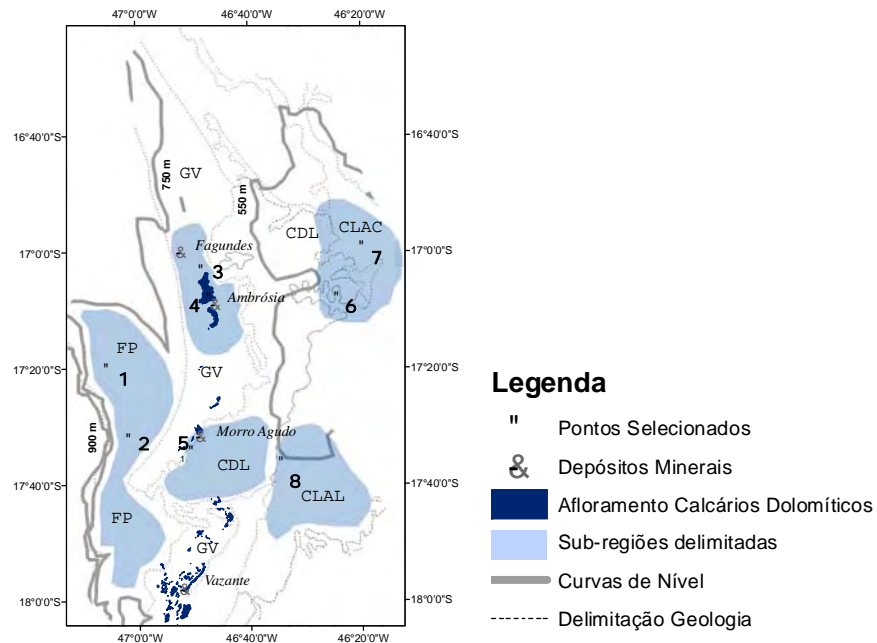 47°0'0"W 46°40'0"W 46°20'0"W
16°40'0"S 16°40'0"S
750 m
GV
550 m
CDL
CLAC
17°0'0"S 17°0'0"S
& Fagundes
" 3
" 7
4 & Ambrósia
" 6
17°20'0"S 17°20'0"S
FP
" 1
GV
900 m
" 2
5 " & Morro Agudo
CDL
" 8
17°40'0"S 17°40'0"S
CLAL
FP
GV
& Vazante
18°0'0"S 18°0'0"S
47°0'0"W 46°40'0"W 46°20'0"W
Legenda
" Pontos Selecionados
& Depósitos Minerais
Afloramento Calcários Dolomíticos
Sub-regiões delimitadas
Curvas de Nível
Delimitação Geologia